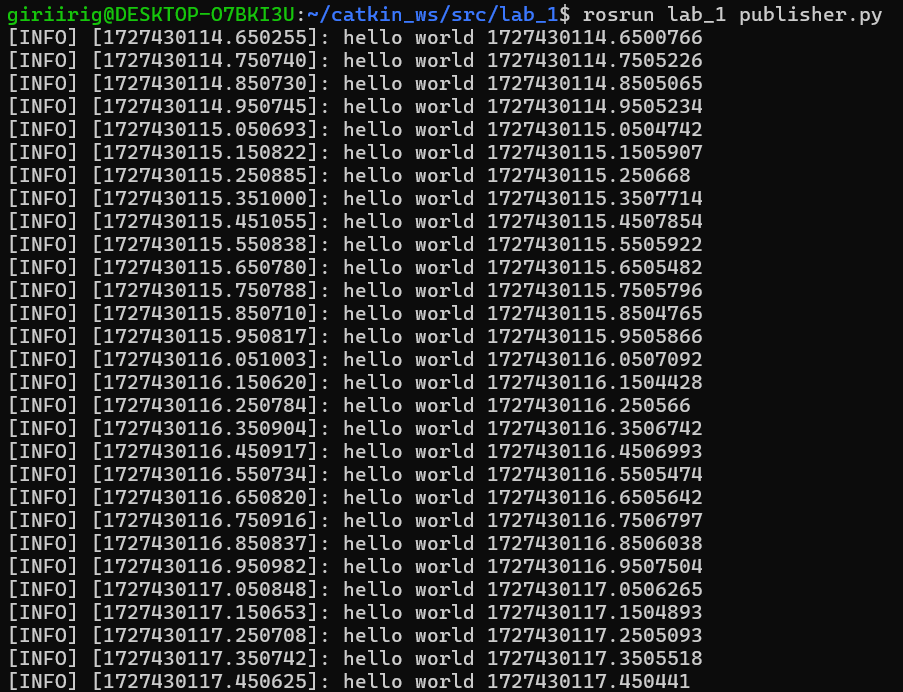 giriirig@DESKTOP-O7BKI3U:~/catkin_ws/src/lab_1$ rosrun lab_1 publisher.py
[INFO] [1727430114.650255]: hello world 1727430114.6500766
[INFO] [1727430114.750740]: hello world 1727430114.7505226
[INFO] [1727430114.850730]: hello world 1727430114.8505065
[INFO] [1727430114.950745]: hello world 1727430114.9505234
[INFO] [1727430115.050693]: hello world 1727430115.0504742
[INFO] [1727430115.150822]: hello world 1727430115.1505907
[INFO] [1727430115.250885]: hello world 1727430115.250668
[INFO] [1727430115.351000]: hello world 1727430115.3507714
[INFO] [1727430115.451055]: hello world 1727430115.4507854
[INFO] [1727430115.550838]: hello world 1727430115.5505922
[INFO] [1727430115.650780]: hello world 1727430115.6505482
[INFO] [1727430115.750788]: hello world 1727430115.7505796
[INFO] [1727430115.850710]: hello world 1727430115.8504765
[INFO] [1727430115.950817]: hello world 1727430115.9505866
[INFO] [1727430116.051003]: hello world 1727430116.0507092
[INFO] [1727430116.150620]: hello world 1727430116.1504428
[INFO] [1727430116.250784]: hello world 1727430116.250566
[INFO] [1727430116.350904]: hello world 1727430116.3506742
[INFO] [1727430116.450917]: hello world 1727430116.4506993
[INFO] [1727430116.550734]: hello world 1727430116.5505474
[INFO] [1727430116.650820]: hello world 1727430116.6505642
[INFO] [1727430116.750916]: hello world 1727430116.7506797
[INFO] [1727430116.850837]: hello world 1727430116.8506038
[INFO] [1727430116.950982]: hello world 1727430116.9507504
[INFO] [1727430117.050848]: hello world 1727430117.0506265
[INFO] [1727430117.150653]: hello world 1727430117.1504893
[INFO] [1727430117.250708]: hello world 1727430117.2505093
[INFO] [1727430117.350742]: hello world 1727430117.3505518
[INFO] [1727430117.450625]: hello world 1727430117.450441